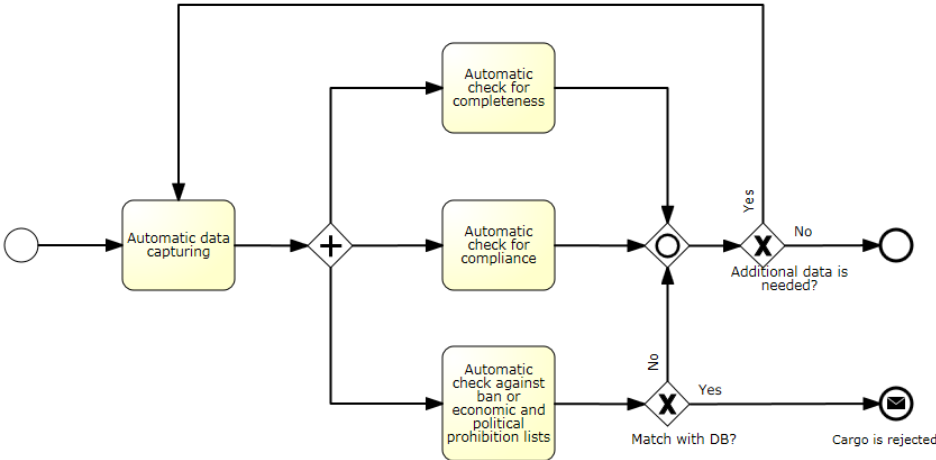 Automatic
check for
completeness
Yes
Automatic data
capturing
Automatic
check for
compliance
No
Additional data is
needed?
Automatic
check against
ban or
economic and
political
prohibition lists
No
Yes
Match with DB?
Cargo is rejected